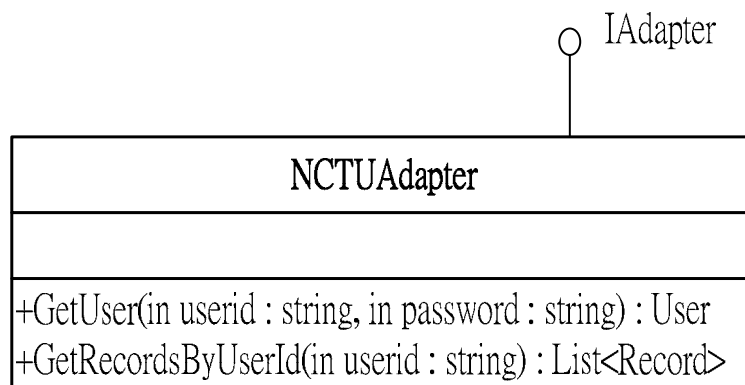 IAdapter
NCTUAdapter
+GetUser(in userid : string, in password : string) : User
+GetRecordsByUserId(in userid : string) : List<Record>